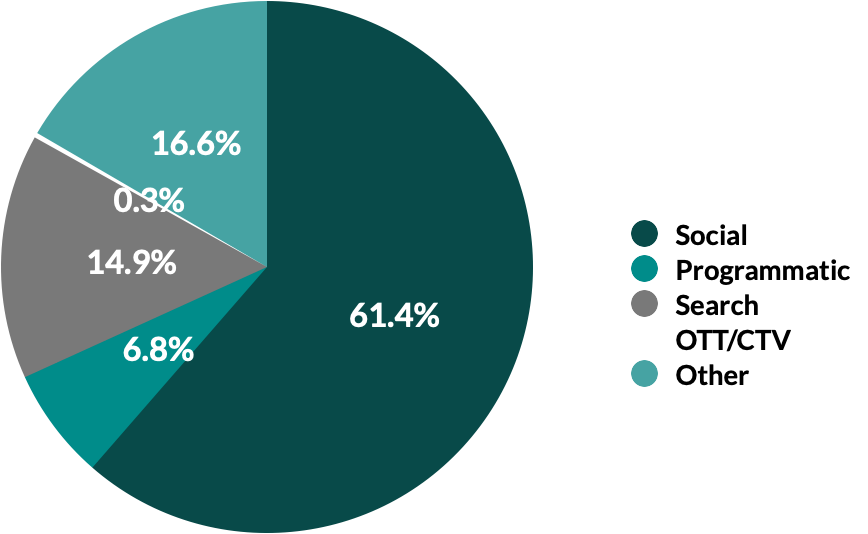 16.6%
0.3%
14.9%
61.4%
6.8%
Social
Programmatic
Search
OTT/CTV
Other